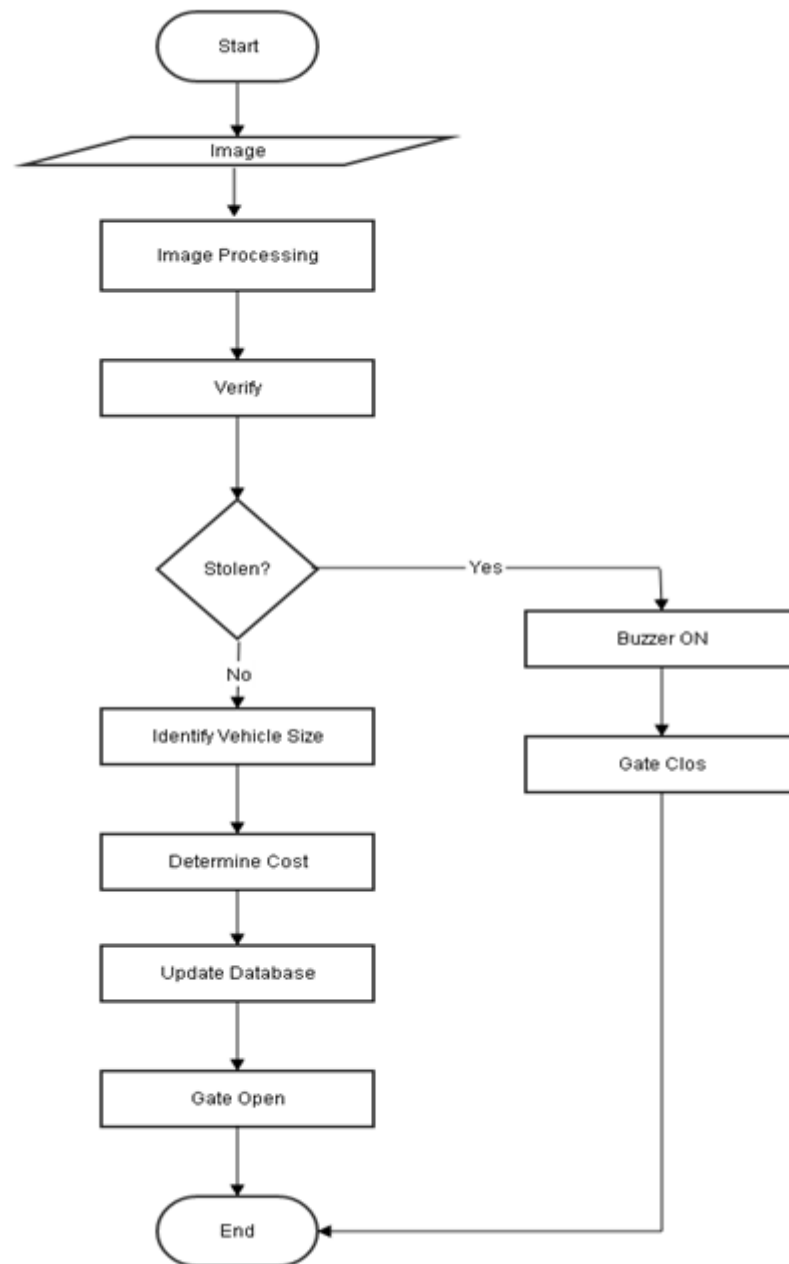 Start
Image
Image Processing
Verify
Stolen?
Yes
Buzzer ON
No
Identify Vehicle Size
Gate Clos
Determine Cost
Update Database
Gate Open
End